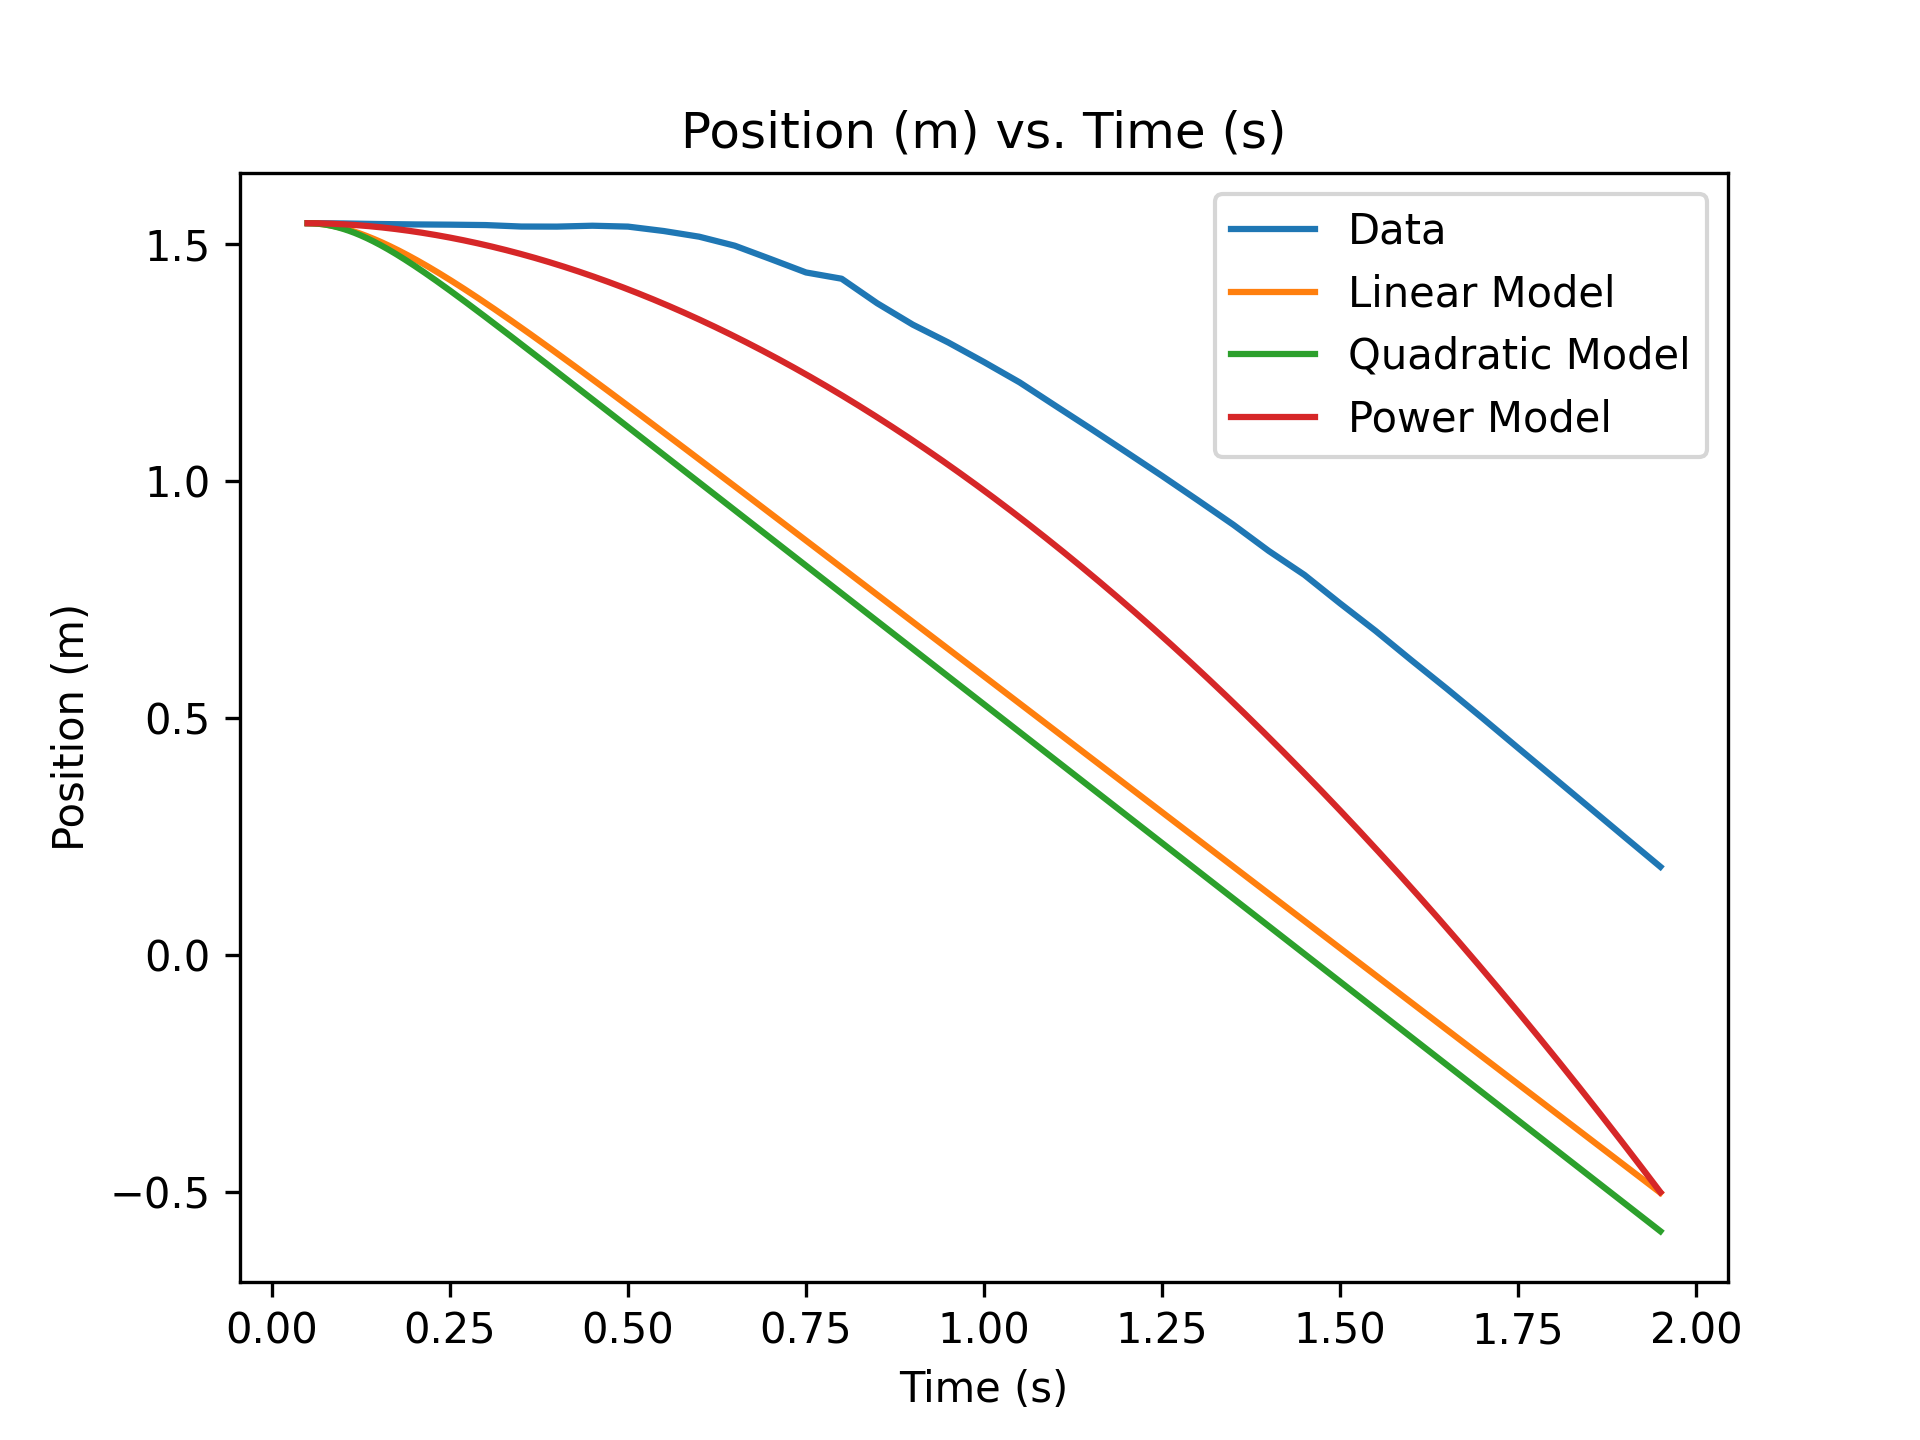 Position (m) vs. Time (s)
Data
Linear Model
Quadratic Model
Power Model
1.5
1.0
0.5
0.0
−0.5
Position (m)
0.00 0.25 0.50 0.75 1.00 1.25 1.50 1.75 2.00
Time (s)